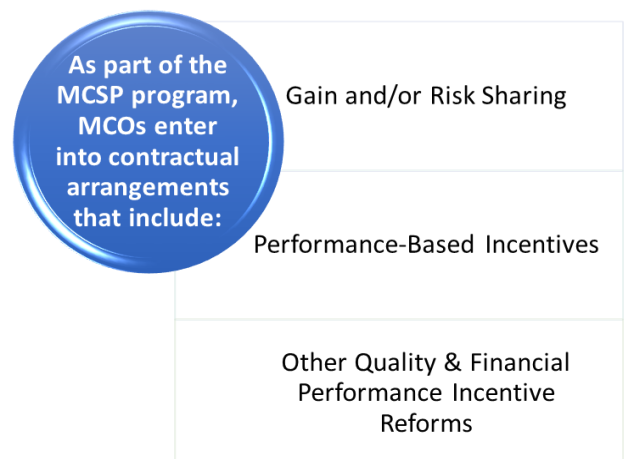 As part of the
MCSP program,
MCOs enter
into contractual
arrangements
that include:
Gain and/or Risk Sharing
Performance-Based Incentives
Other Quality & Financial
Performance Incentive
Reforms